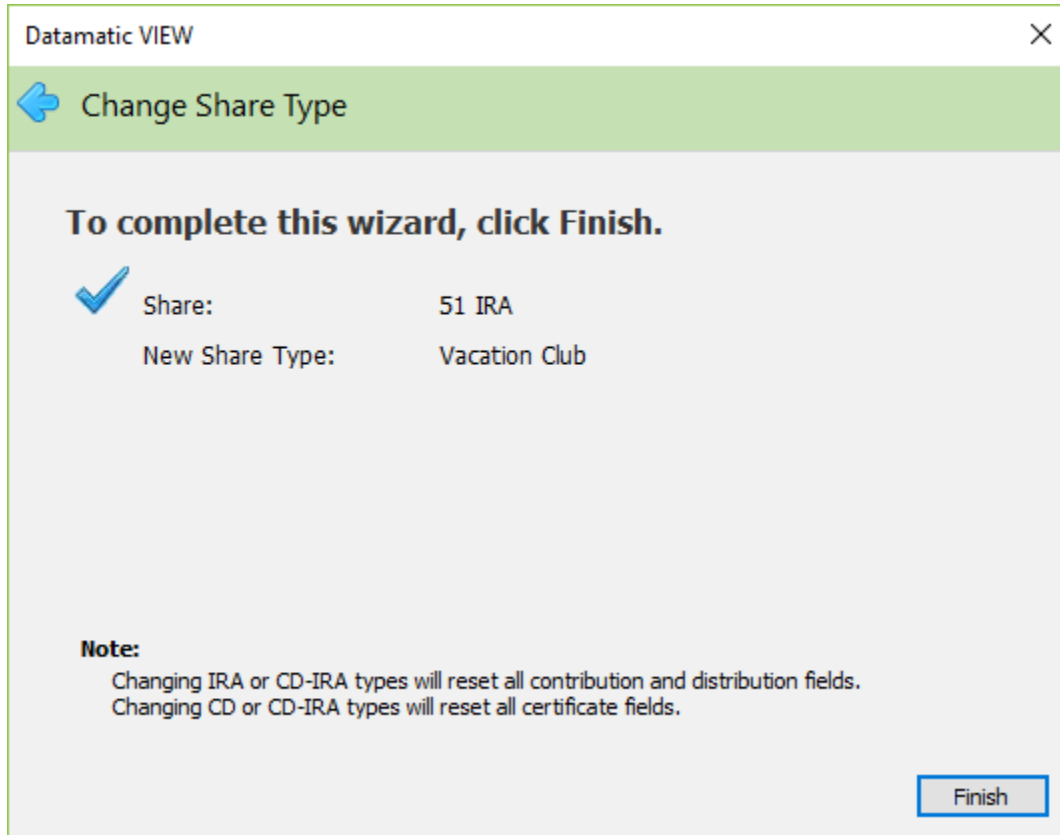 Datamatic VIEW
Change Share Type
To complete this wizard, click Finish.
Share: 51 IRA
New Share Type: Vacation Club
Note:
Changing IRA or CD-IRA types will reset all contribution and distribution fields.
Changing CD or CD-IRA types will reset all certificate fields.
Finish